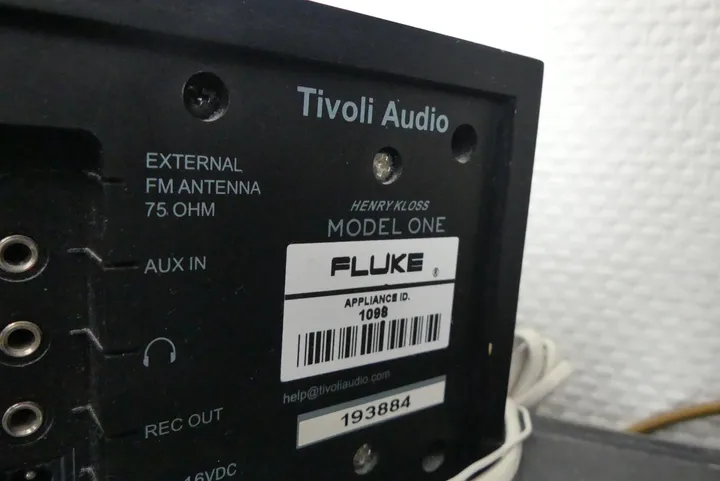 Tivoli Audio
EXTERNAL
FM ANTENNA
75 OHM
HENRY KLOSS
MODEL ONE
AUX IN
FLUKE ®
APPLIANCE ID.
1098
help@tivoliaudio.com
REC OUT
193884
16VDC